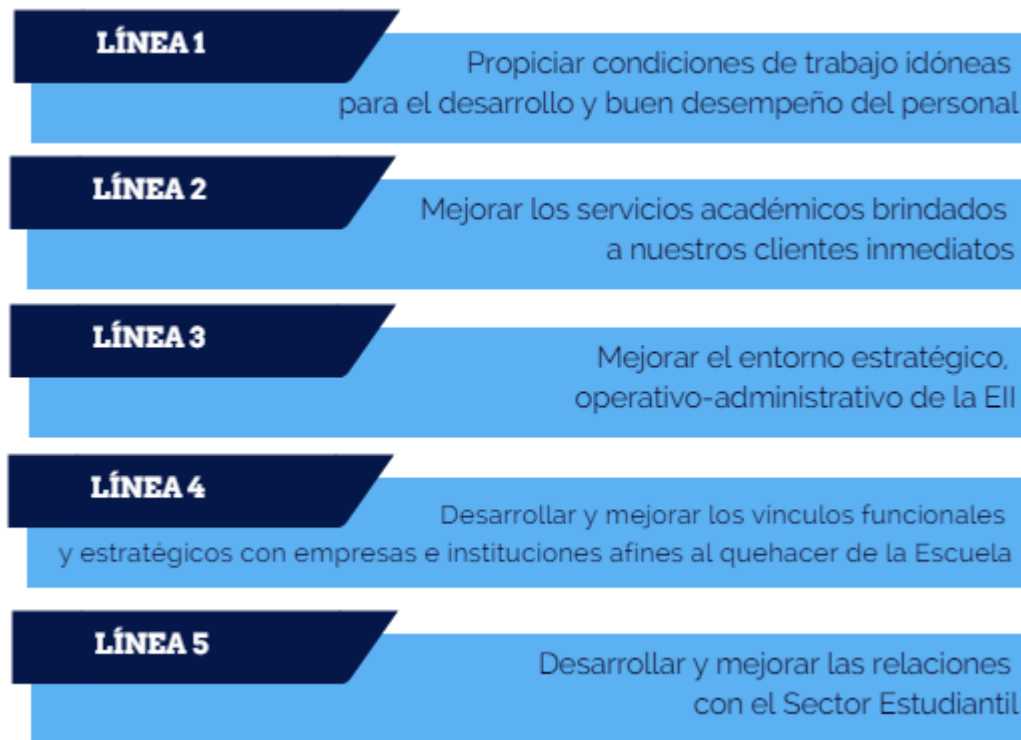 LÍNEA 1
Propiciar condiciones de trabajo idóneas
para el desarrollo y buen desempeño del personal
LÍNEA 2
Mejorar los servicios académicos brindados
a nuestros clientes inmediatos
LÍNEA 3
Mejorar el entorno estratégico,
operativo-administrativo de la EII
LÍNEA 4
Desarrollar y mejorar los vínculos funcionales
y estratégicos con empresas e instituciones afines al quehacer de la Escuela
LÍNEA 5
Desarrollar y mejorar las relaciones
con el Sector Estudiantil